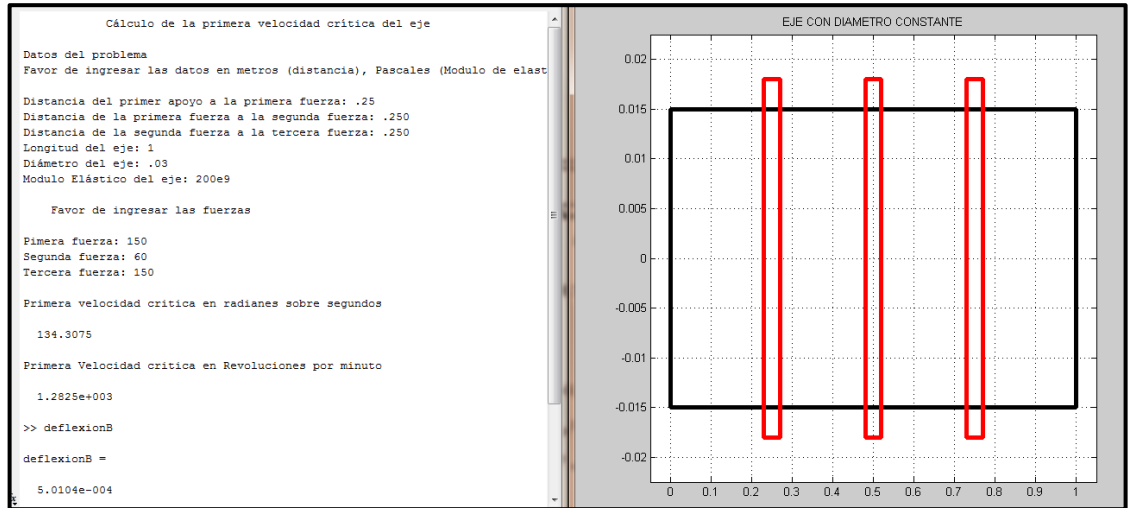 Cálculo de la primera velocidad crítica del eje
Datos del problema
Favor de ingresar las datos en metros (distancia), Pascales (Modulo de elast
Distancia del primer apoyo a la primera fuerza: .25
Distancia de la primera fuerza a la segunda fuerza: .250
Distancia de la segunda fuerza a la tercera fuerza: .250
Longitud del eje: 1
Diámetro del eje: .03
Modulo Elástico del eje: 200e9
Favor de ingresar las fuerzas
Pimera fuerza: 150
Segunda fuerza: 60
Tercera fuerza: 150
Primera velocidad critica en radianes sobre segundos
134.3075
Primera Velocidad critica en Revoluciones por minuto
1.2825e+003
>> deflexionB
deflexionB =
5.0104e-004
EJE CON DIAMETRO CONSTANTE
0.02
0.015
0.01
0.005
0
-0.005
-0.01
-0.015
-0.02
0 0.1 0.2 0.3 0.4 0.5 0.6 0.7 0.8 0.9 1